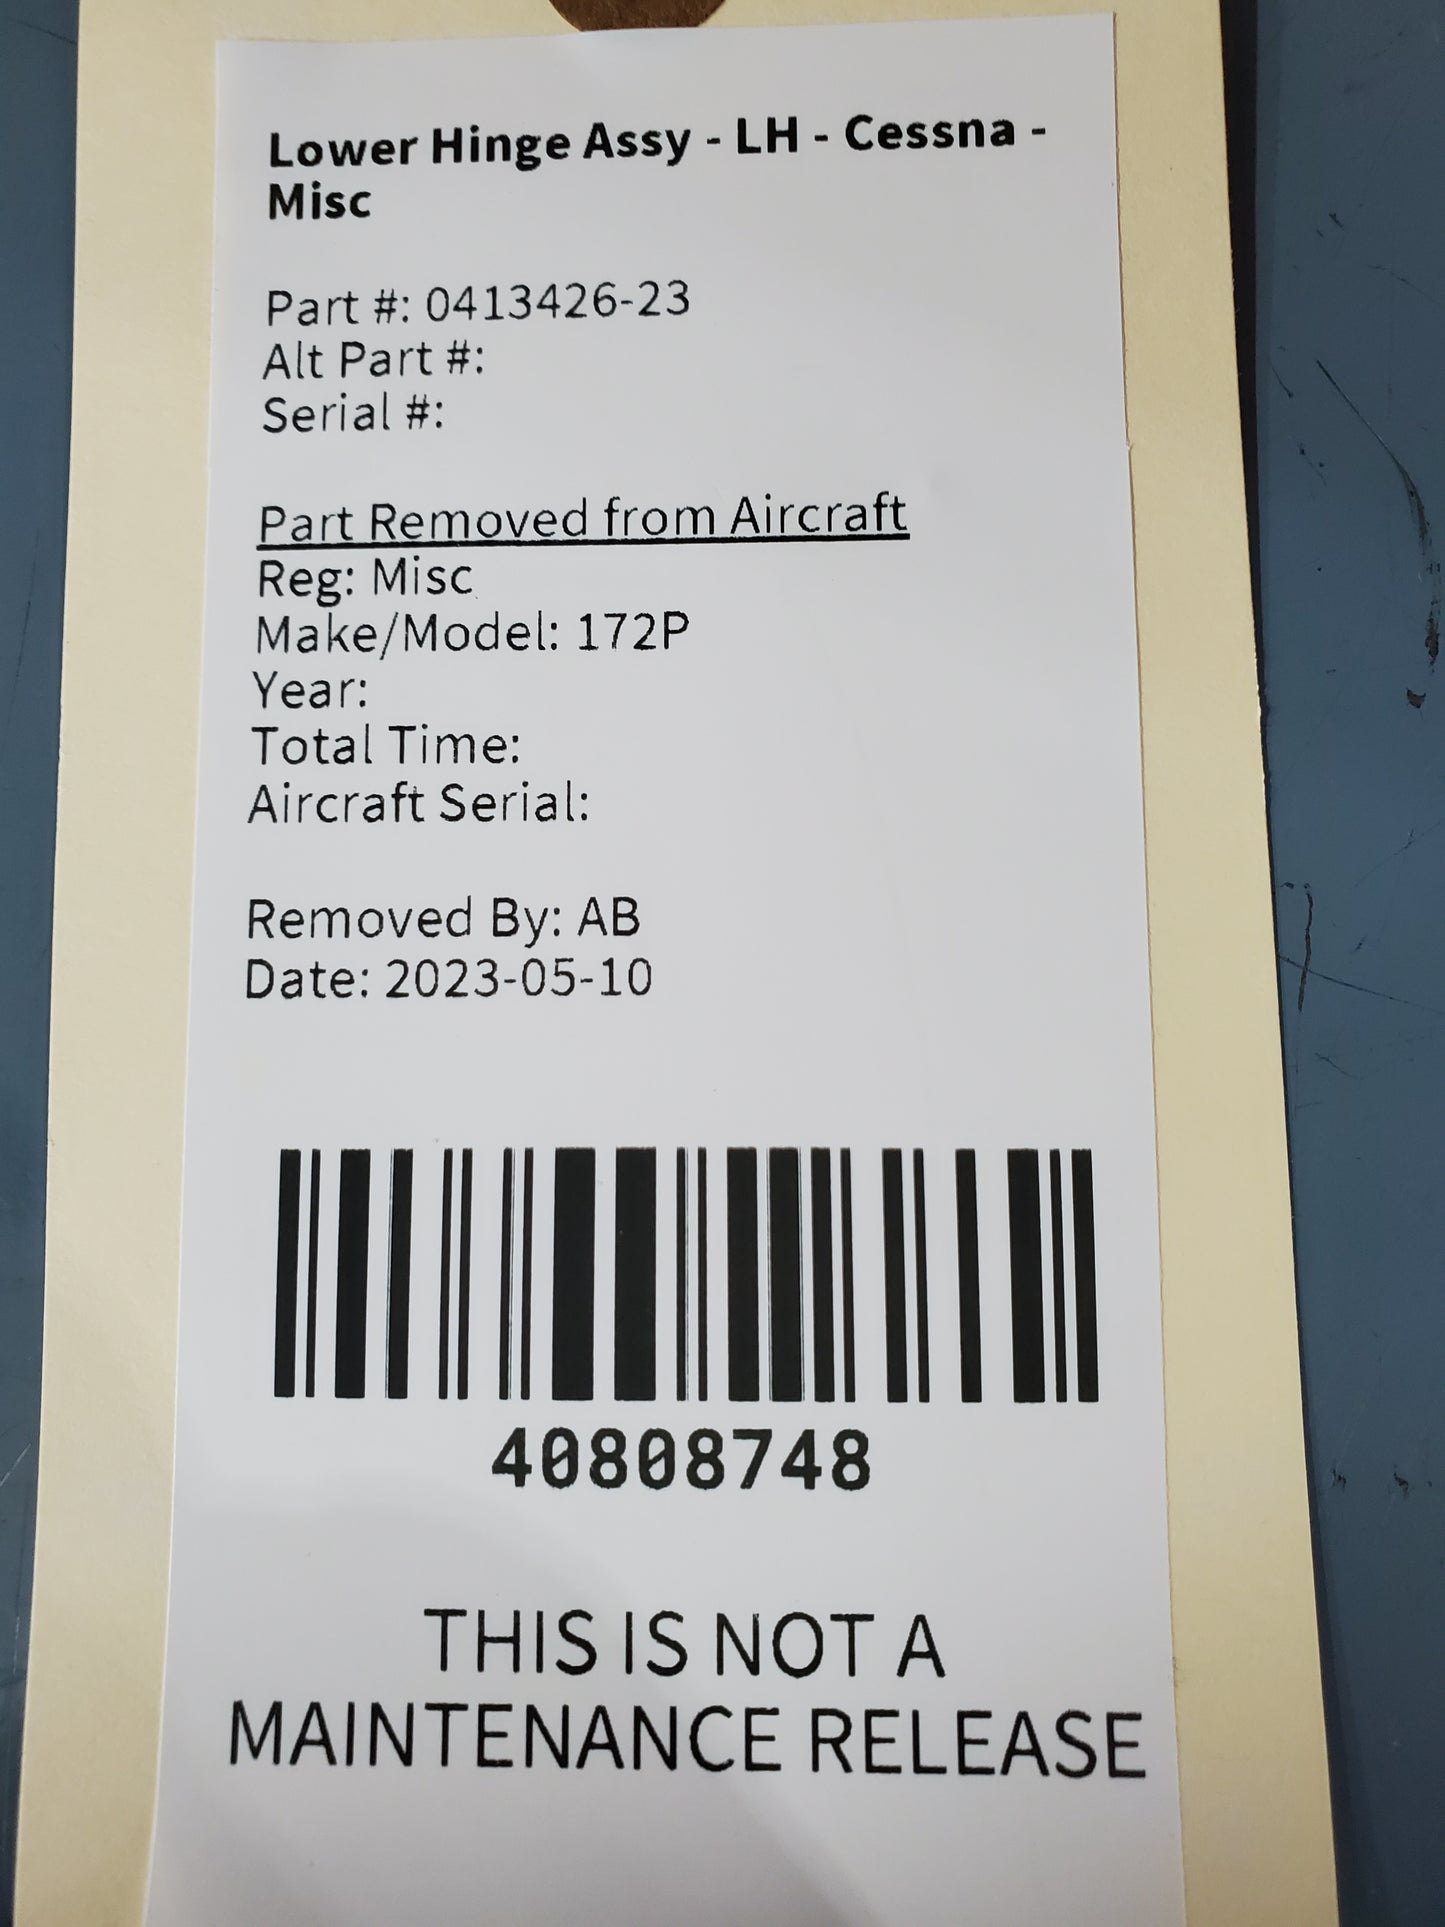 Lower Hinge Assy - LH - Cessna -
Misc
Part #: 0413426-23
Alt Part #:
Serial #:
Part Removed from Aircraft
Reg: Misc
Make/Model: 172P
Year:
Total Time:
Aircraft Serial:
Removed By: AB
Date: 2023-05-10
40808748
THIS IS NOT A
MAINTENANCE RELEASE